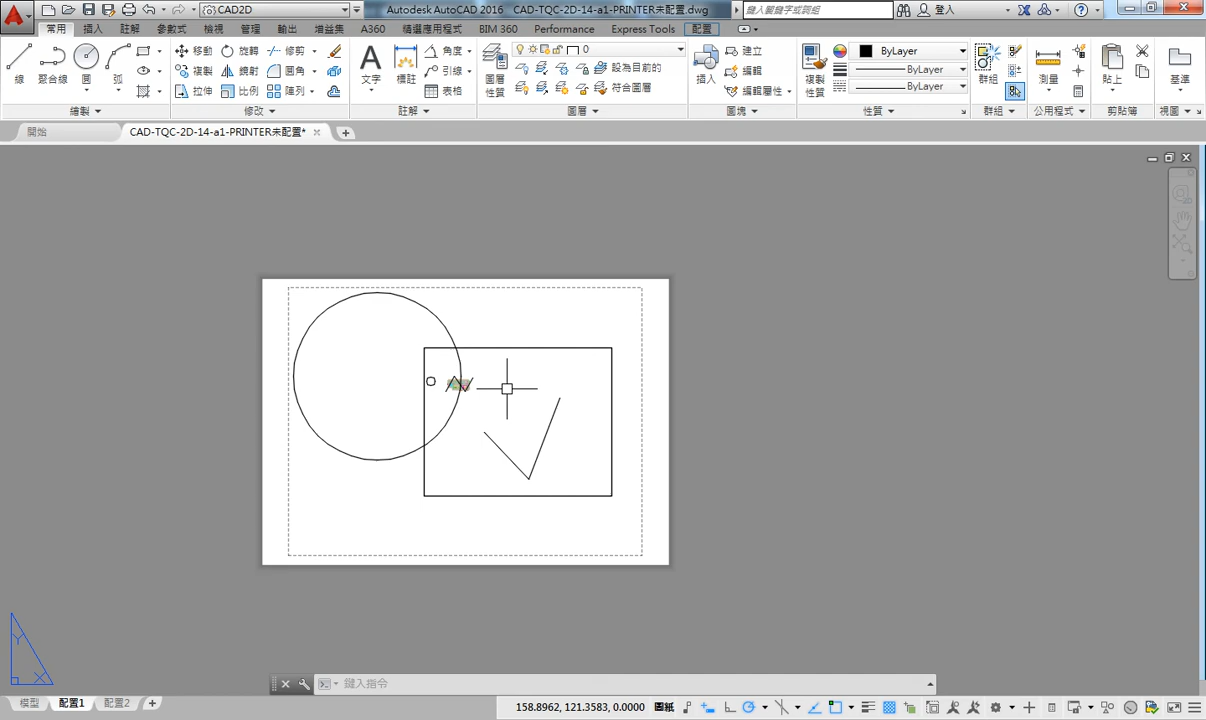 CAD2D
Autodesk AutoCAD 2016 CAD-TQC-2D-14-a1-PRINTER未配置.dwg
鍵入關鍵字或詞組
登入
常用 插入 註解 參數式 檢視 管理 輸出 增益集 A360 精選應用程式 BIM 360 Performance Express Tools 配置
線 聚合線 圓 弧
移動 旋轉 修剪
複製 鏡射 圓角
拉伸 比例 陣列
文字 標註
角度
引線
表格
圖層性質
0
設為目前的
符合圖層
插入
建立
編輯
編輯屬性
複製性質
ByLayer
ByLayer
ByLayer
群組
測量
貼上
基準
繪製 修改 註解 圖層 圖塊 性質 群組 公用程式 剪貼簿 視圖
開始 CAD-TQC-2D-14-a1-PRINTER未配置*
Y
X
鍵入指令
模型 配置1 配置2
158.8962, 121.3583, 0.0000 圖紙